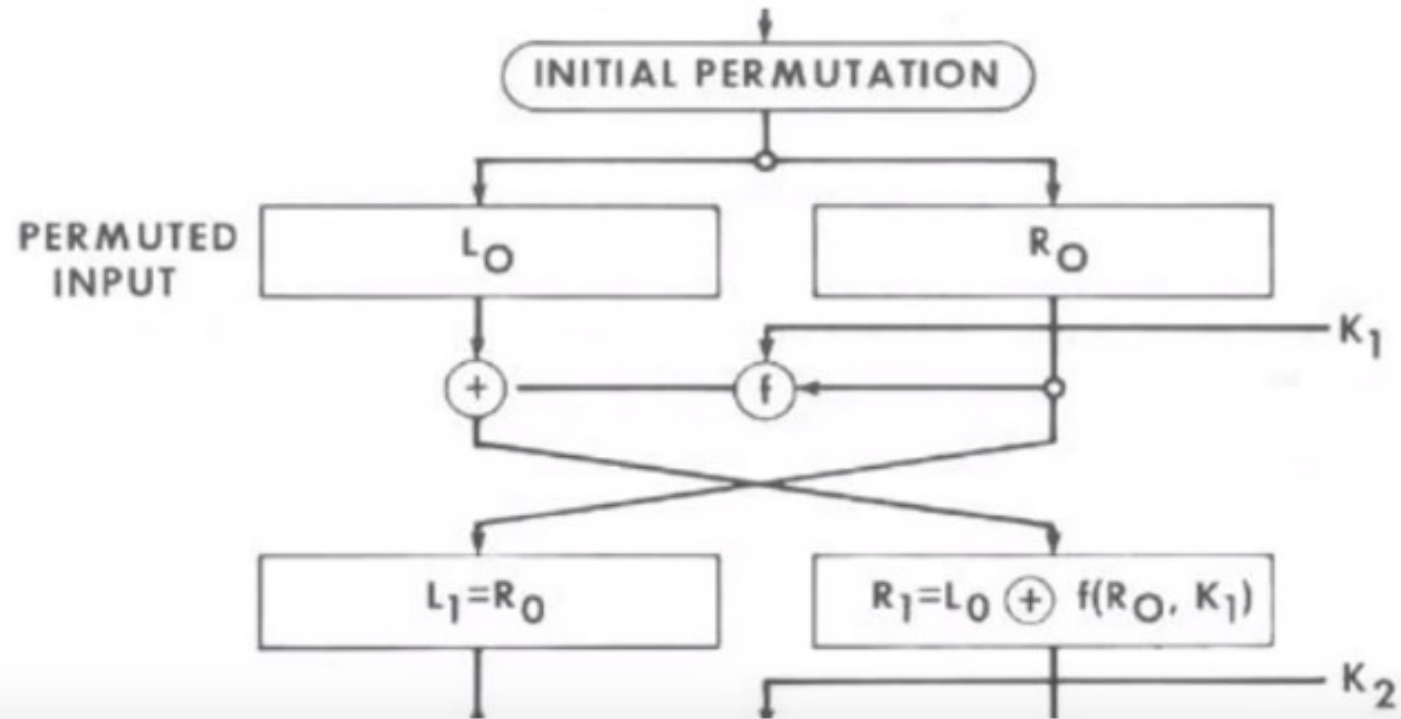 INITIAL PERMUTATION
PERMUTED
INPUT
L₀
R₀
K₁
+
f
L₁=R₀
R₁=L₀ ⊕ f(R₀, K₁)
K₂